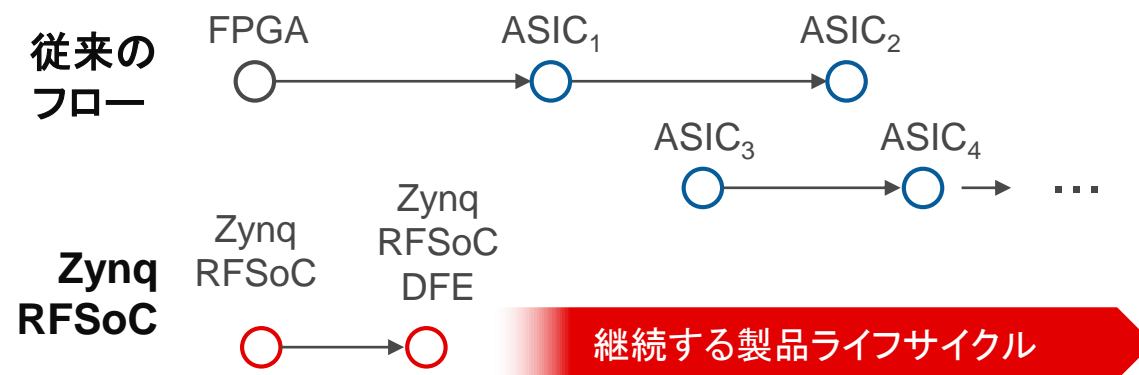 従来の
フロー
FPGA
ASIC₁
ASIC₂
ASIC₃
ASIC₄
...
Zynq
RFSoC
Zynq
RFSoC
Zynq
RFSoC
DFE
継続する製品ライフサイクル